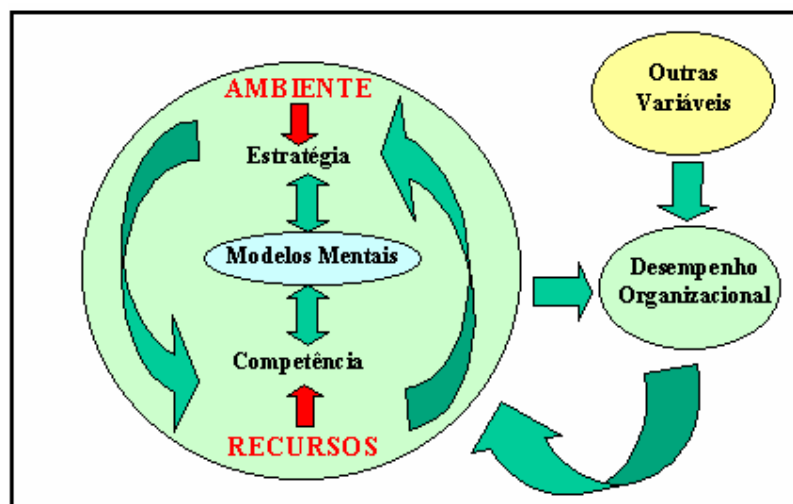 AMBIENTE
Estratégia
Modelos Mentais
Competência
RECURSOS
Outras
Variáveis
Desempenho
Organizacional